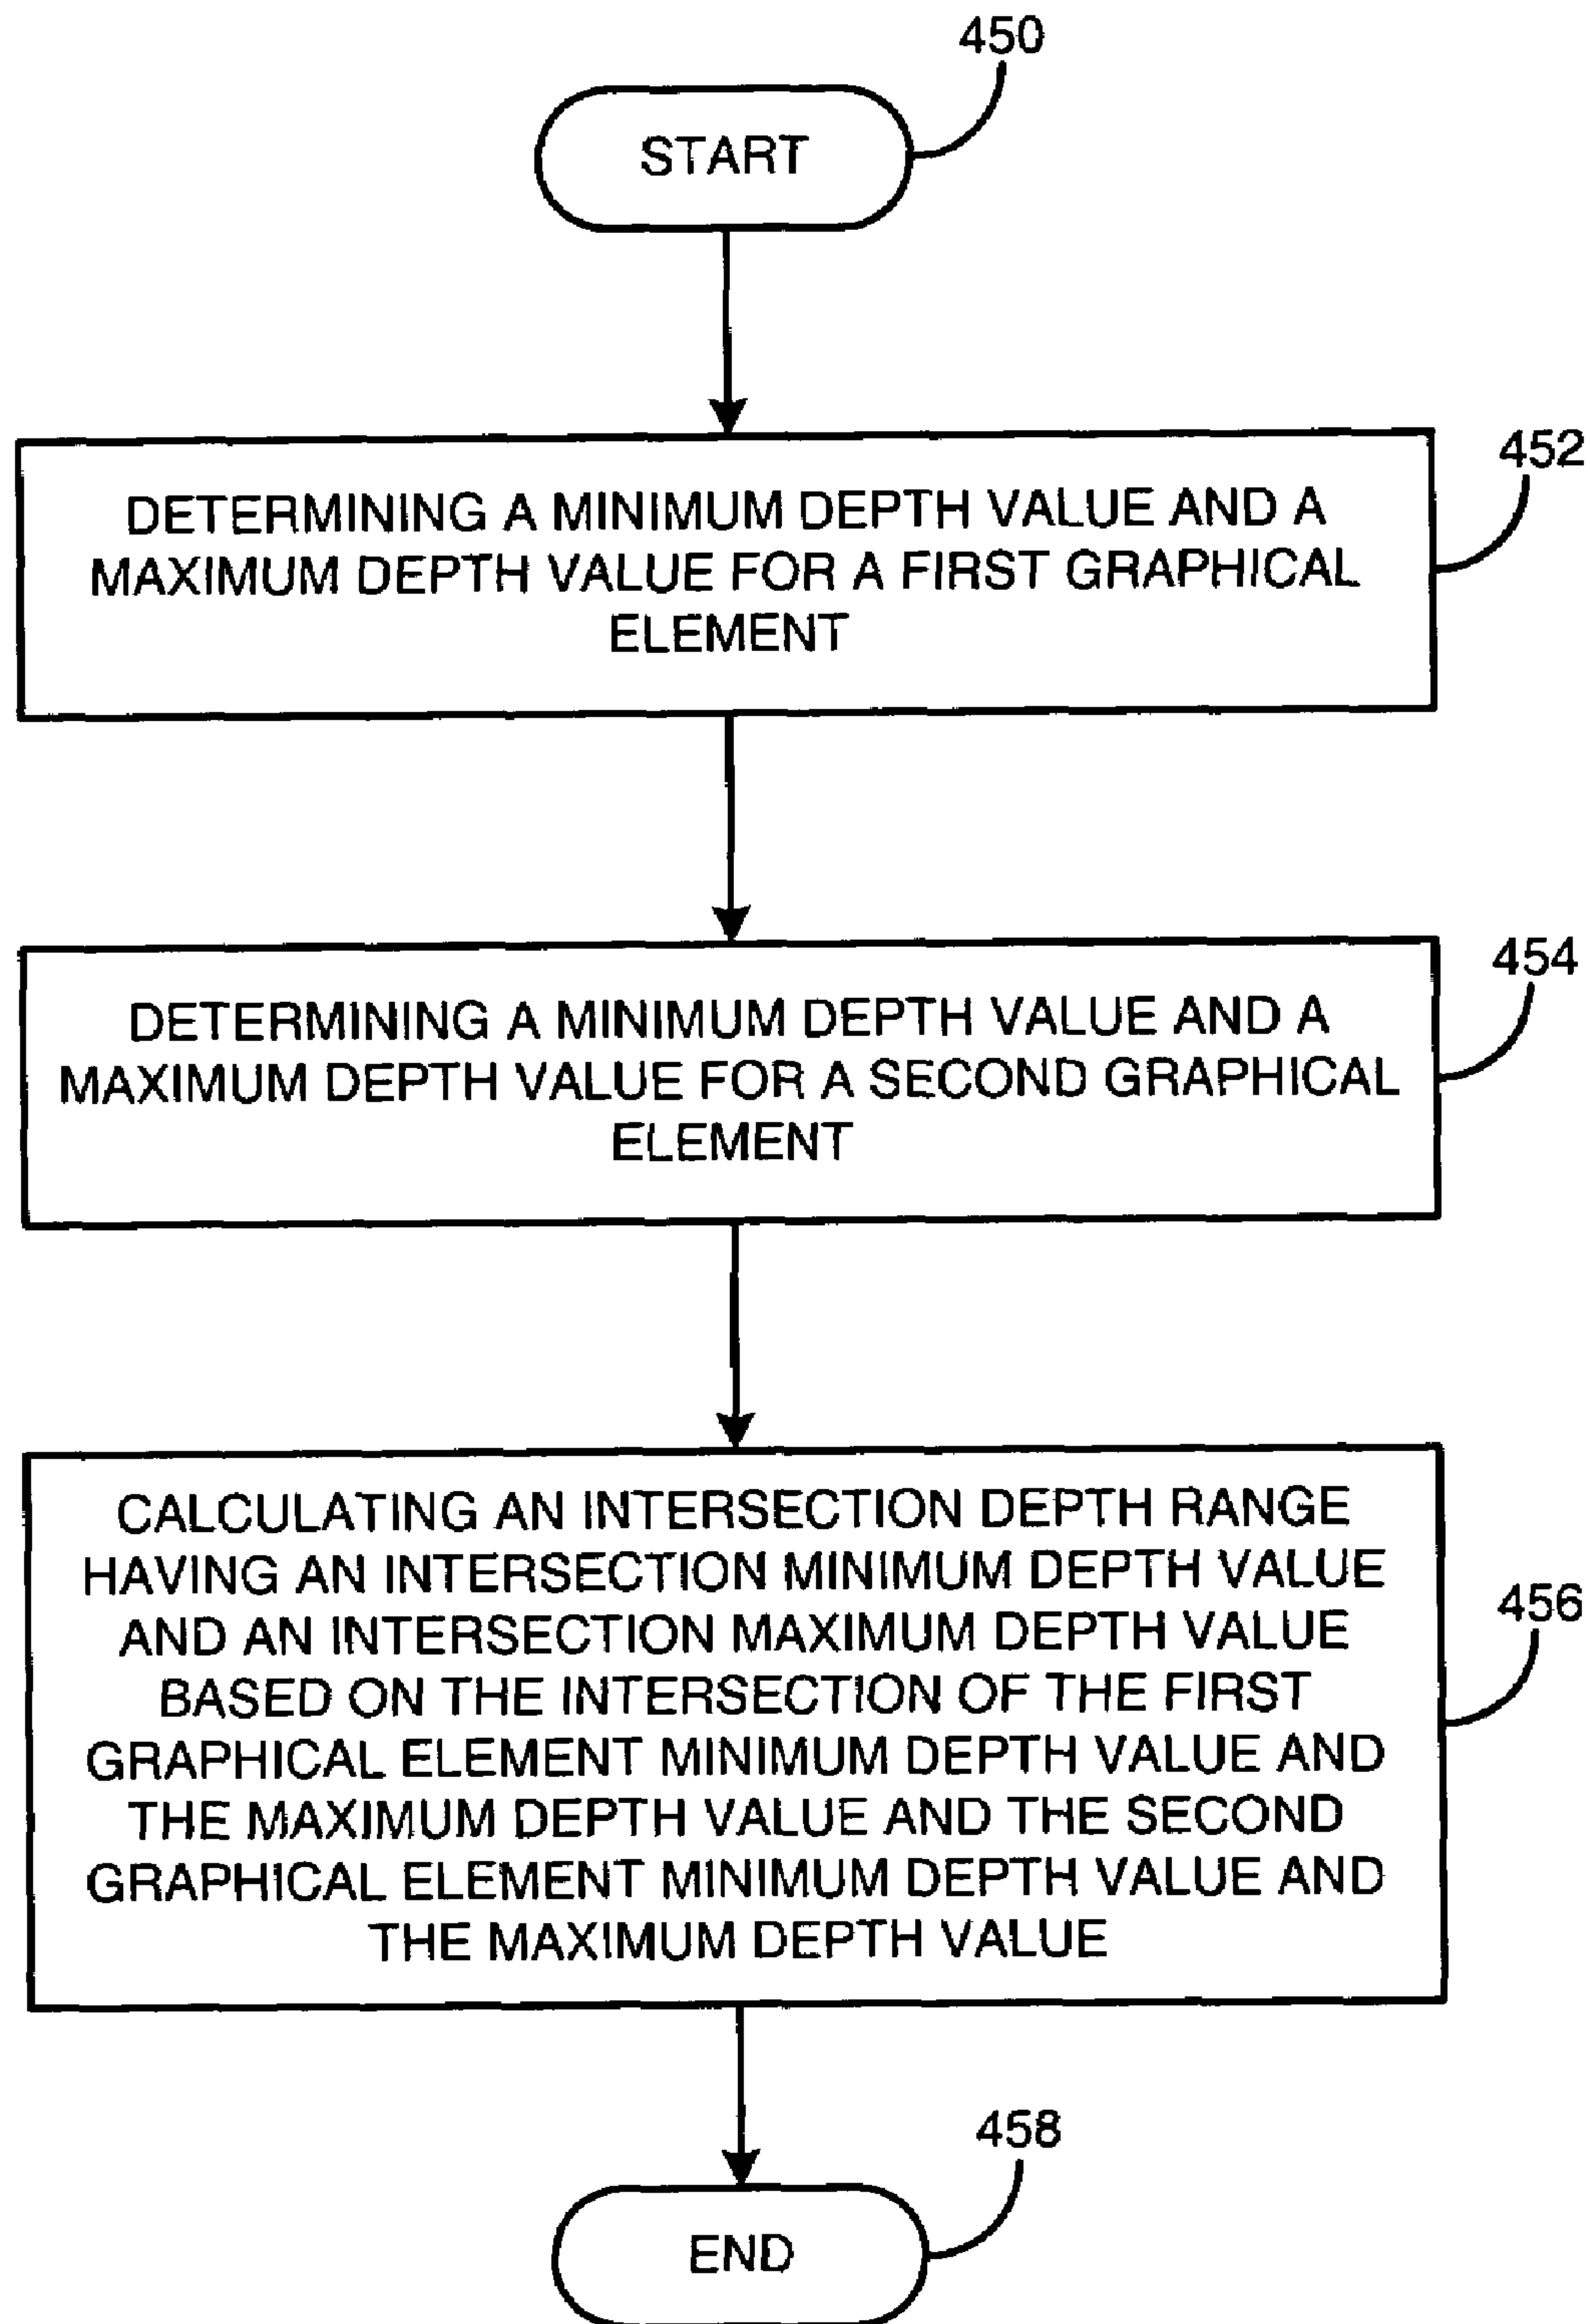 450
START
452
DETERMINING A MINIMUM DEPTH VALUE AND A
MAXIMUM DEPTH VALUE FOR A FIRST GRAPHICAL
ELEMENT
454
DETERMINING A MINIMUM DEPTH VALUE AND A
MAXIMUM DEPTH VALUE FOR A SECOND GRAPHICAL
ELEMENT
CALCULATING AN INTERSECTION DEPTH RANGE
HAVING AN INTERSECTION MINIMUM DEPTH VALUE
456
AND AN INTERSECTION MAXIMUM DEPTH VALUE
BASED ON THE INTERSECTION OF THE FIRST
GRAPHICAL ELEMENT MINIMUM DEPTH VALUE AND
THE MAXIMUM DEPTH VALUE AND THE SECOND
GRAPHICAL ELEMENT MINIMUM DEPTH VALUE AND
THE MAXIMUM DEPTH VALUE
458
END